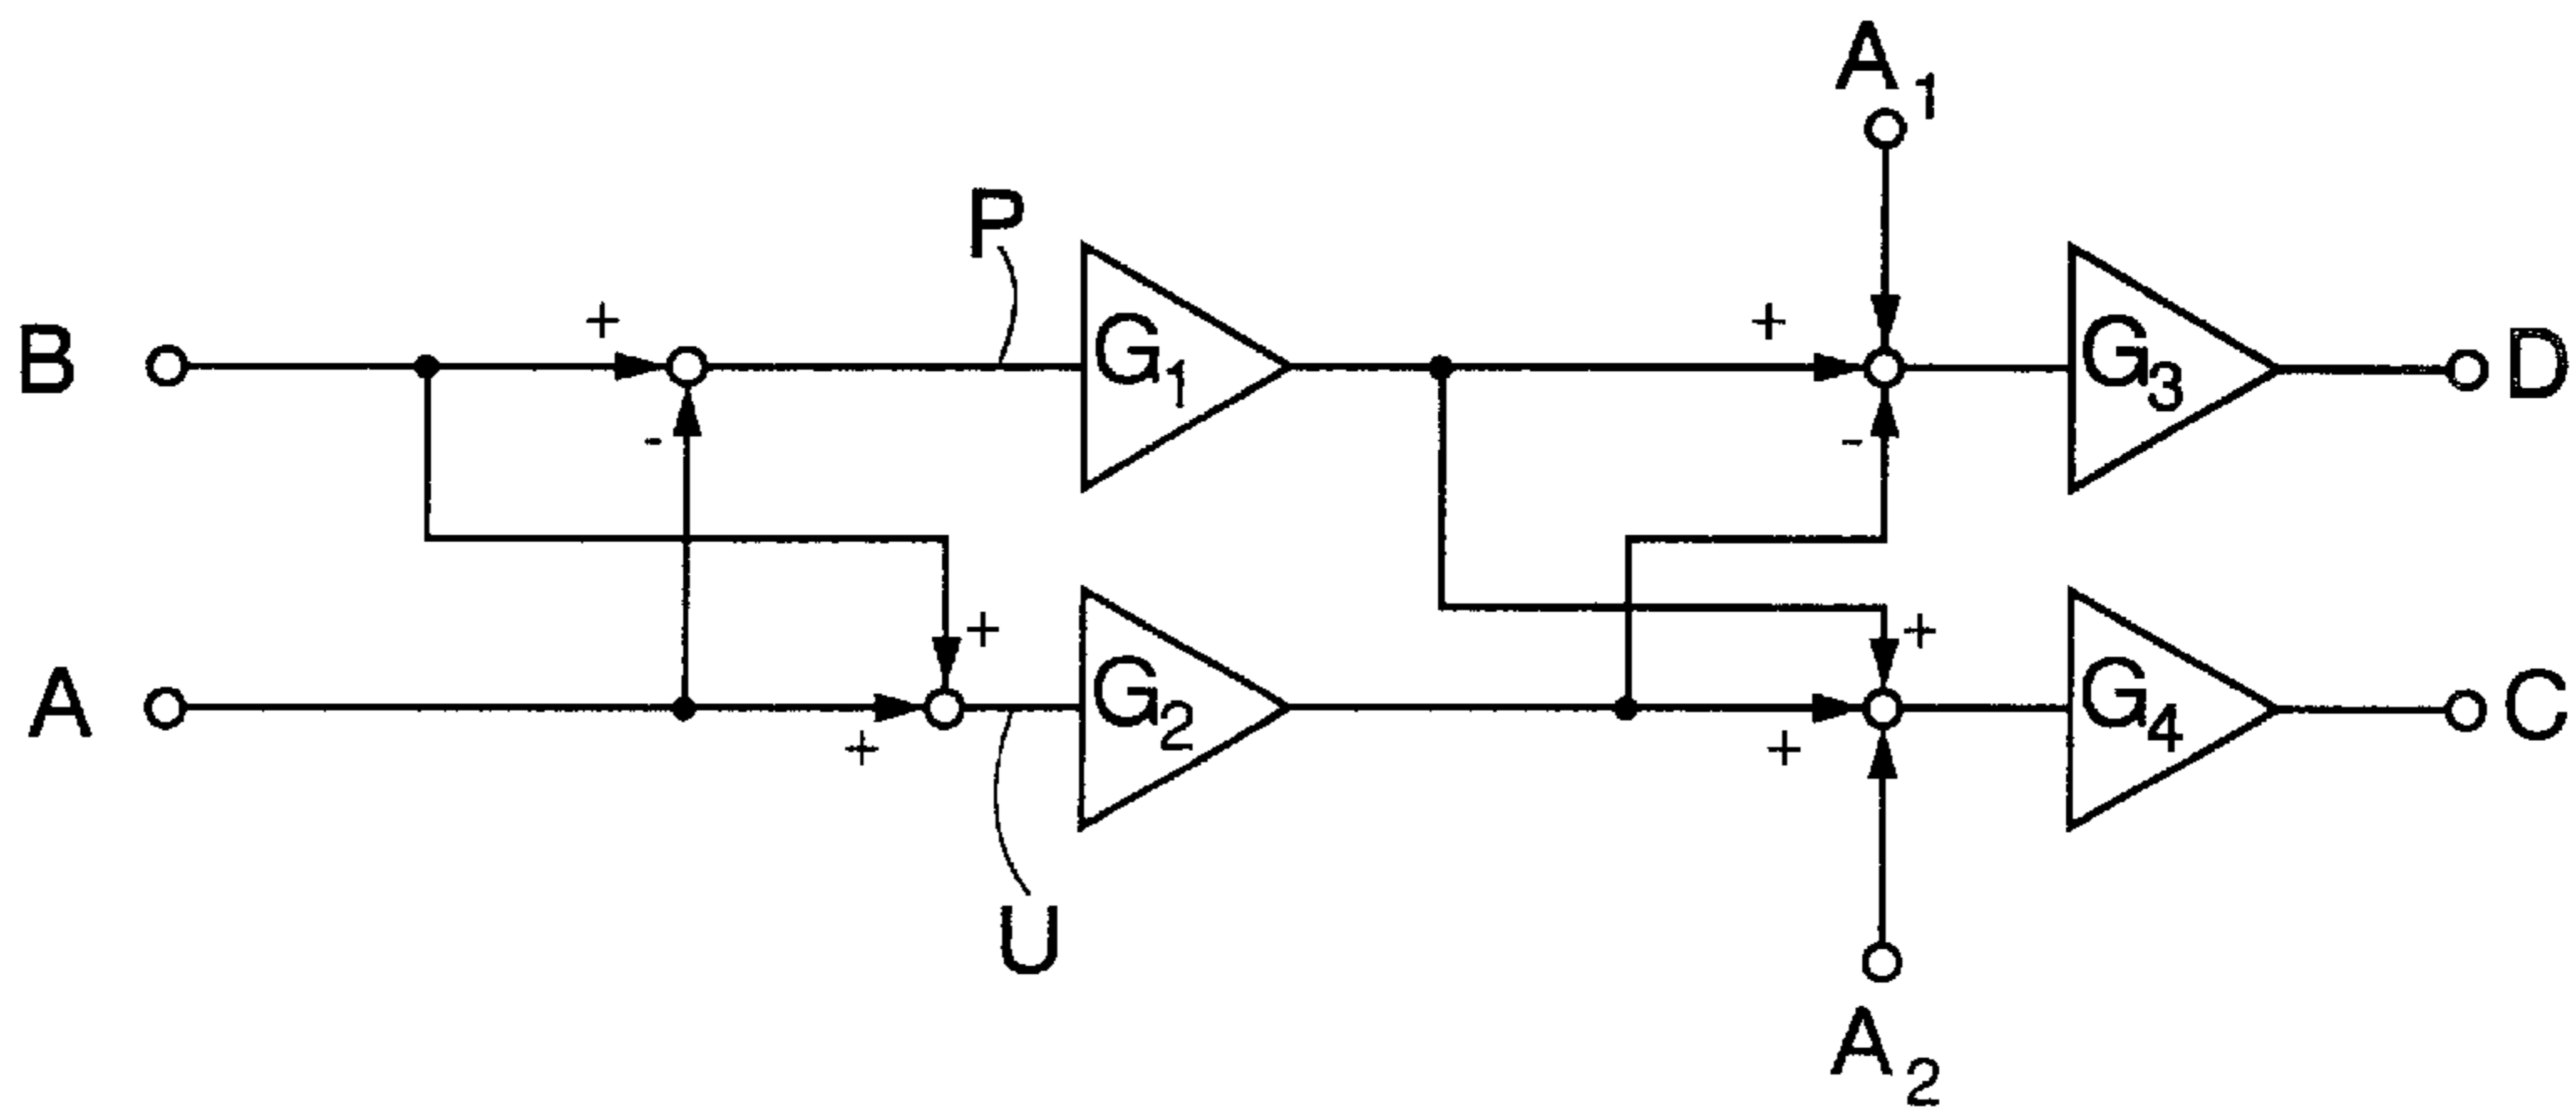 A₁
P
B + G₁ + G₃ D
- -
+ +
A + G₂ + G₄ C
U
A₂